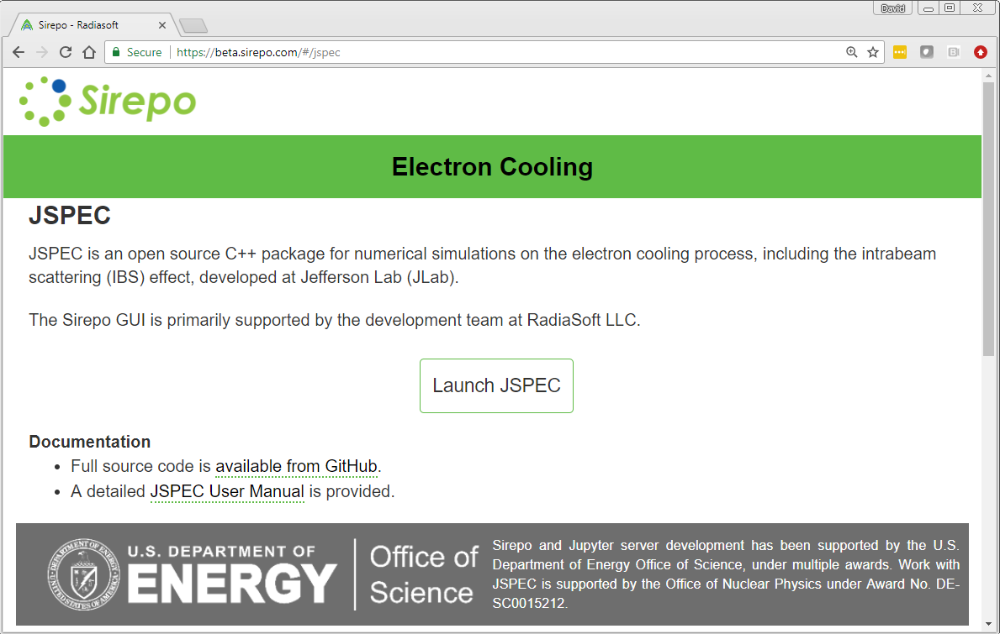 David
Sirepo - Radiasoft
Secure
https://beta.sirepo.com/#/jspec
Sirepo
Electron Cooling
JSPEC
JSPEC is an open source C++ package for numerical simulations on the electron cooling process, including the intrabeam
scattering (IBS) effect, developed at Jefferson Lab (JLab).
The Sirepo GUI is primarily supported by the development team at RadiaSoft LLC.
Launch JSPEC
Documentation
• Full source code is available from GitHub.
• A detailed JSPEC User Manual is provided.
DEPARTMENT OF ENERGY
UNITED STATES OF AMERICA
U.S. DEPARTMENT OF
ENERGY
Office of
Science
Sirepo and Jupyter server development has been supported by the U.S.
Department of Energy Office of Science, under multiple awards. Work with
JSPEC is supported by the Office of Nuclear Physics under Award No. DE-
SC0015212.